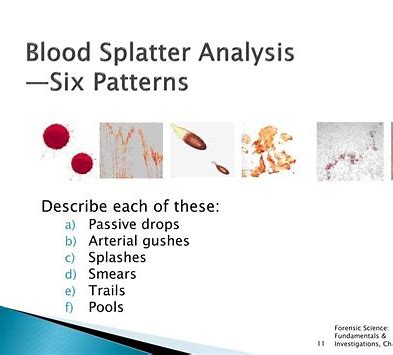 Blood Splatter Analysis
—Six Patterns
Describe each of these:
a) Passive drops
b) Arterial gushes
c) Splashes
d) Smears
e) Trails
f) Pools
Forensic Science:
Fundamentals &
11 Investigations, Ch